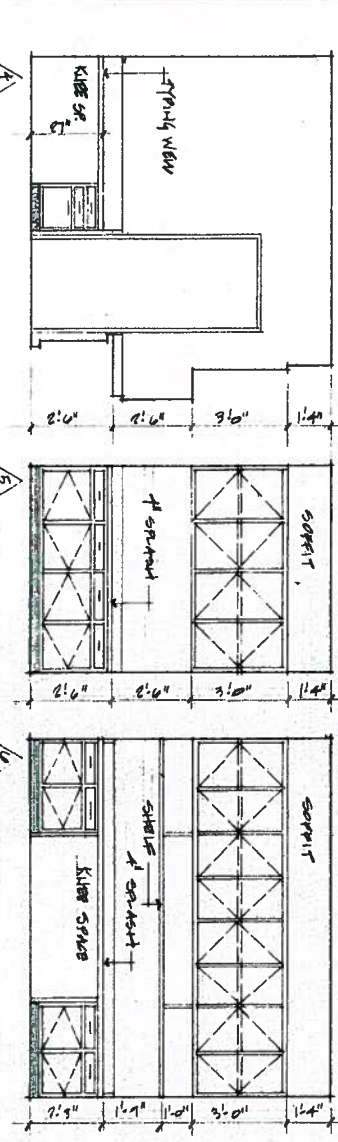 TYPING WDW
KNEE SP.
4
1'-4"
3'-0"
2'-6"
2'-6"
SOFFIT
4" SPLASH
5
1'-4"
3'-0"
2'-6"
2'-6"
SOFFIT
SHELF
4" SPLASH
KNEE SPACE
6
1'-4"
3'-0"
1'-0"
1'-9"
2'-3"